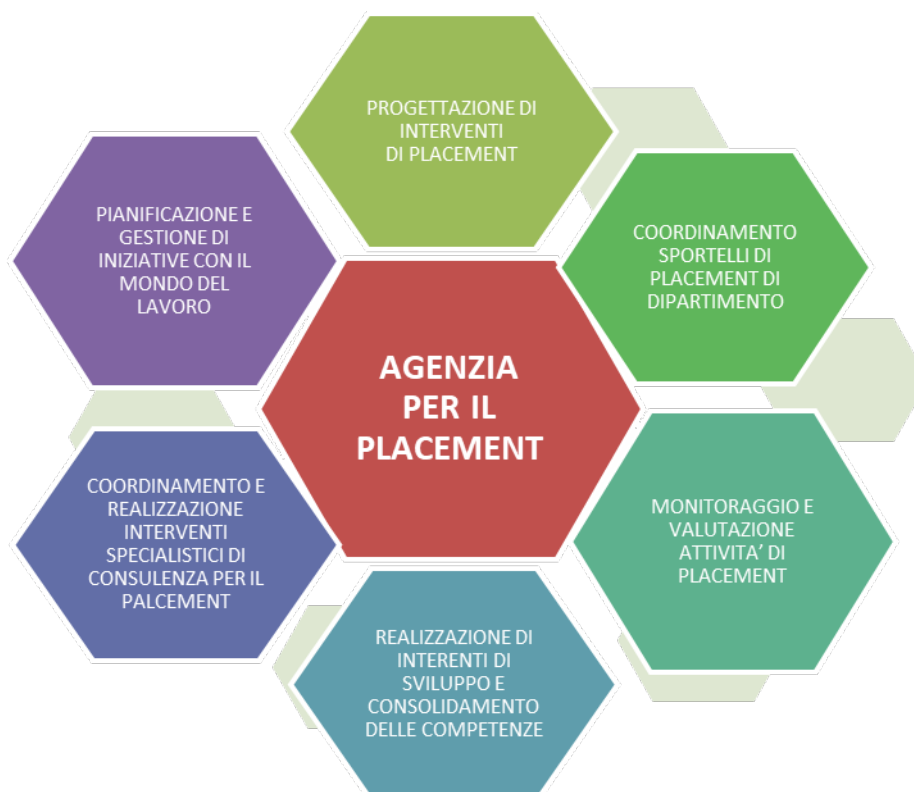 PROGETTAZIONE DI
INTERVENTI
DI PLACEMENT
PIANIFICAZIONE E
GESTIONE DI
INIZIATIVE CON IL
MONDO DEL
LAVORO
COORDINAMENTO
SPORTELLI DI
PLACEMENT DI
DIPARTIMENTO
AGENZIA
PER IL
PLACEMENT
COORDINAMENTO E
REALIZZAZIONE
INTERVENTI
SPECIALISTICI DI
CONSULENZA PER IL
PALCEMENT
MONITORAGGIO E
VALUTAZIONE
ATTIVITA’ DI
PLACEMENT
REALIZZAZIONE DI
INTERENTI DI
SVILUPPO E
CONSOLIDAMENTO
DELLE COMPETENZE